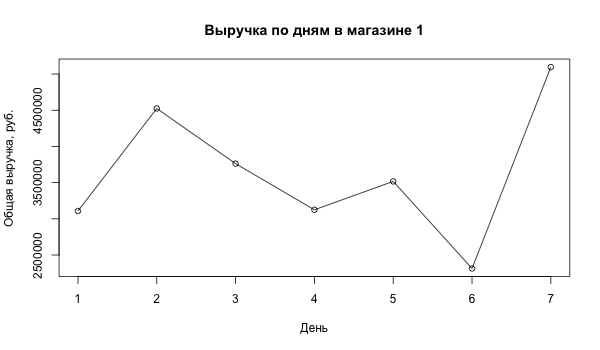 Выручка по дням в магазине 1
Общая выручка, руб.
4500000
3500000
2500000
1 2 3 4 5 6 7
День